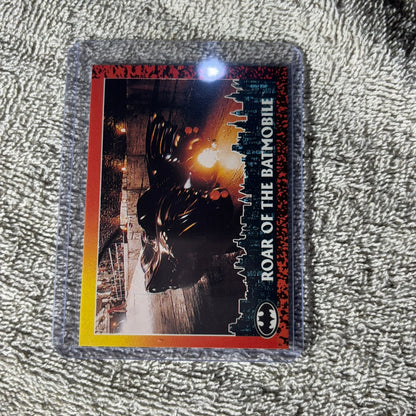 ROAR OF THE BATMOBILE